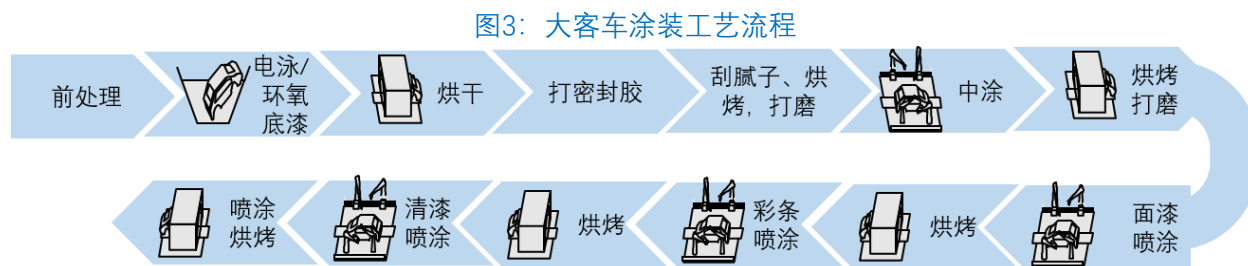 图3：大客车涂装工艺流程
前处理
电泳/
环氧
底漆
烘干
打密封胶
刮腻子、烘
烤，打磨
中涂
烘烤
打磨
面漆
喷涂
烘烤
彩条
喷涂
烘烤
清漆
喷涂
喷涂
烘烤